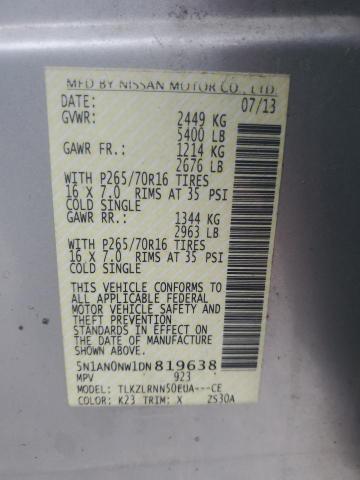 MFD BY NISSAN MOTOR CO., LTD.
DATE: 07/13
GVWR: 2449 KG
5400 LB
GAWR FR.: 1214 KG
2676 LB
WITH P265/70R16 TIRES
16 X 7.0 RIMS AT 35 PSI
COLD SINGLE
GAWR RR.: 1344 KG
2963 LB
WITH P265/70R16 TIRES
16 X 7.0 RIMS AT 35 PSI
COLD SINGLE
THIS VEHICLE CONFORMS TO
ALL APPLICABLE FEDERAL
MOTOR VEHICLE SAFETY
THEFT PREVENTION AND BUMPER
STANDARDS IN EFFECT ON
THE DATE OF MANUFACTURE
SHOWN ABOVE.
5N1AN0NW1DN819638
MPV 923
MODEL: TLKZLRNN50EUA---CE
COLOR: K23 TRIM: X ZS30A